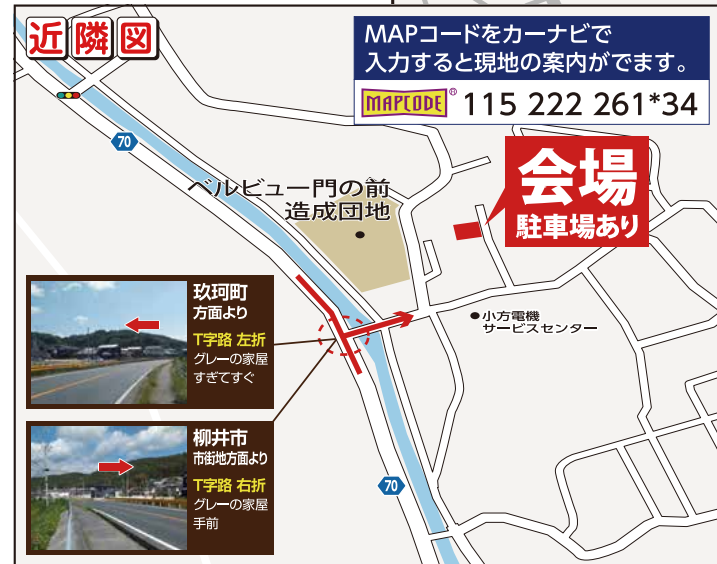 近隣図
MAPコードをカーナビで
入力すると現地の案内がでます。
MAPCODE® 115 222 261*34
70
ベルビュー門の前
造成団地
会場
駐車場あり
小方電機
サービスセンター
玖珂町
方面より
T字路 左折
グレーの家屋
すぎてすぐ
柳井市
市街地方面より
T字路 右折
グレーの家屋
手前
70